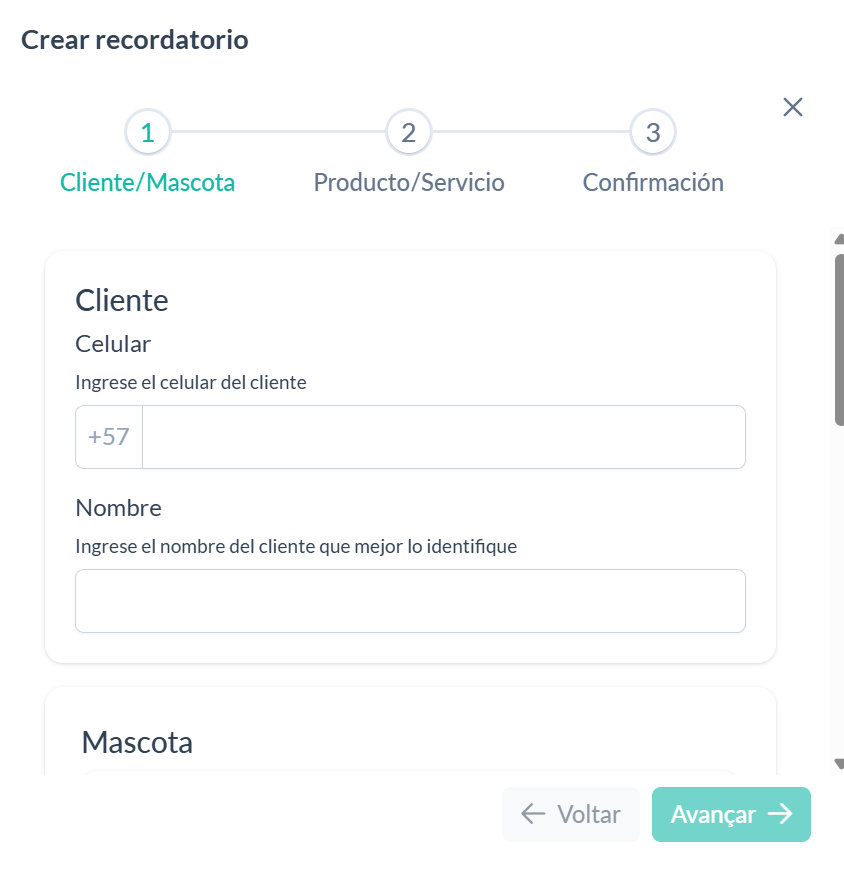 Crear recordatorio
1
2
3
Cliente/Mascota
Producto/Servicio
Confirmación
Cliente
Celular
Ingrese el celular del cliente
+57
Nombre
Ingrese el nombre del cliente que mejor lo identifique
Mascota
Voltar
Avançar